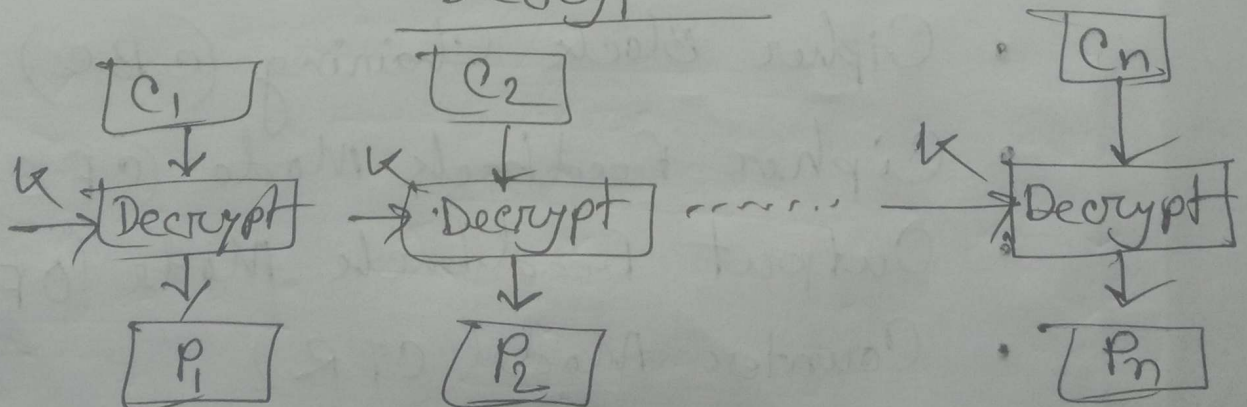 C1 C2 Cn
K K K
Decrypt Decrypt ........ Decrypt
P1 P2 Pn